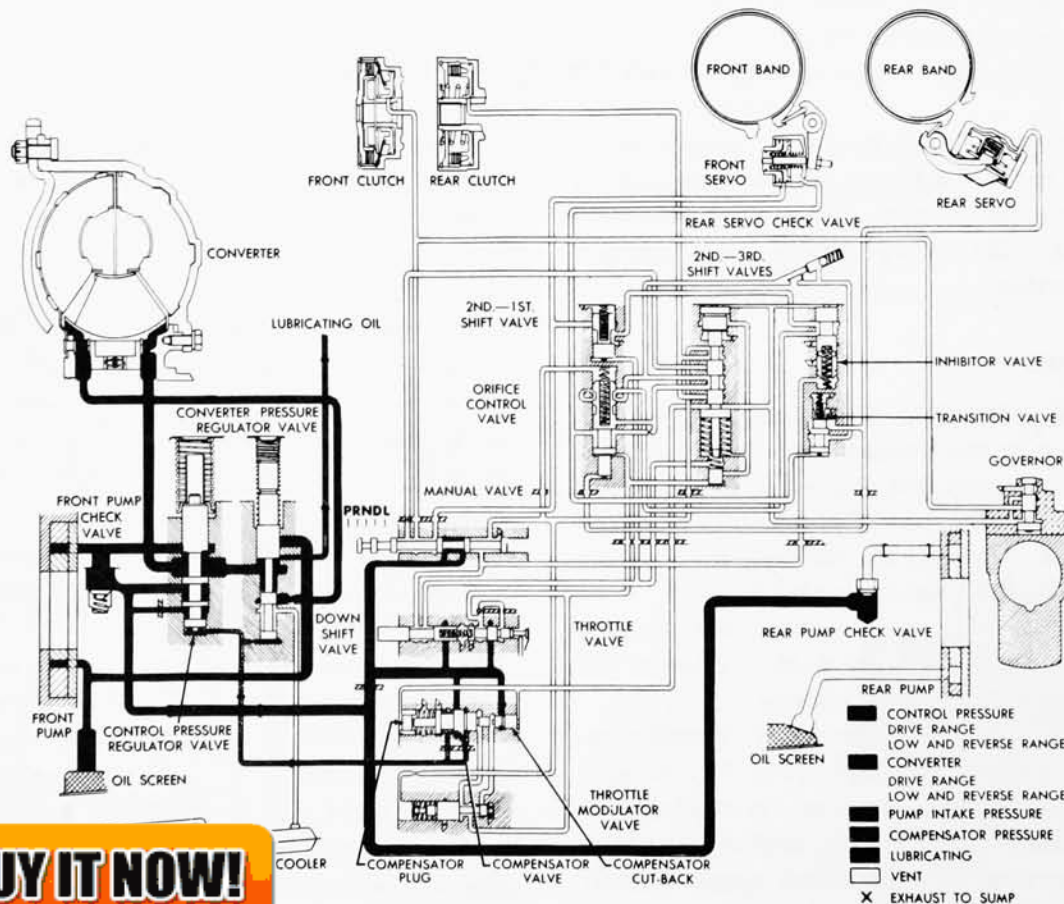 FRONT BAND
REAR BAND
FRONT CLUTCH
REAR CLUTCH
FRONT
SERVO
REAR SERVO
REAR SERVO CHECK VALVE
CONVERTER
2ND.—3RD.
SHIFT VALVES
2ND.—1ST.
SHIFT VALVE
LUBRICATING OIL
INHIBITOR VALVE
ORIFICE
CONTROL
VALVE
CONVERTER PRESSURE
REGULATOR VALVE
TRANSITION VALVE
GOVERNOR
MANUAL VALVE
FRONT PUMP
CHECK
VALVE
PRNDL
DOWN
SHIFT
VALVE
THROTTLE
VALVE
REAR PUMP CHECK VALVE
REAR PUMP
FRONT
PUMP
CONTROL PRESSURE
REGULATOR VALVE
OIL SCREEN
OIL SCREEN
THROTTLE
MODULATOR
VALVE
COOLER
COMPENSATOR
PLUG
COMPENSATOR
VALVE
COMPENSATOR
CUT-BACK
CONTROL PRESSURE
DRIVE RANGE
LOW AND REVERSE RANGE
CONVERTER
DRIVE RANGE
LOW AND REVERSE RANGE
PUMP INTAKE PRESSURE
COMPENSATOR PRESSURE
LUBRICATING
VENT
X EXHAUST TO SUMP
UY IT NOW!